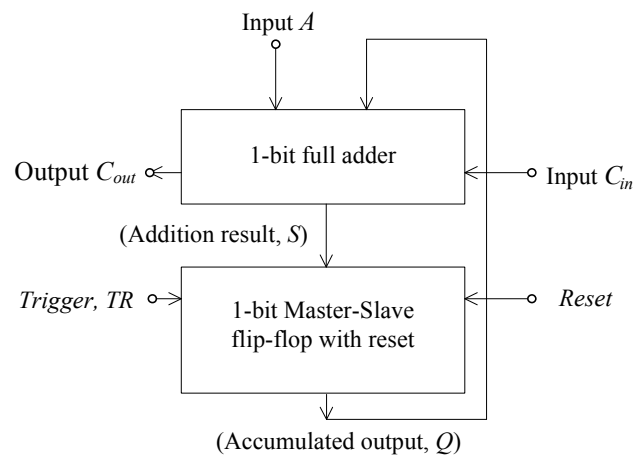 Input A
1-bit full adder
Output Cout
Input Cin
(Addition result, S)
Trigger, TR
1-bit Master-Slave
flip-flop with reset
Reset
(Accumulated output, Q)